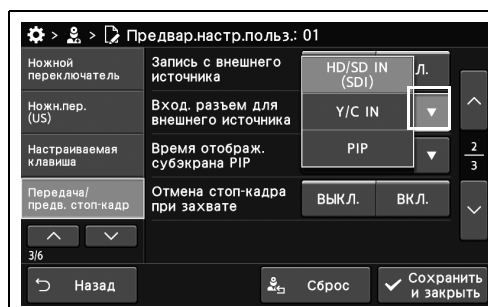 > > Предвар.настр.польз.: 01
Ножной
переключатель
Ножн.пер.
(US)
Настраиваемая
клавиша
Передача/
предв. стоп-кадр
3/6
Запись с внешнего
источника
Л.
Вход. разъем для
внешнего источника
Время отображ.
субэкрана PIP
Отмена стоп-кадра
при захвате
ВЫКЛ.
ВКЛ.
HD/SD IN
(SDI)
Y/C IN
PIP
2
3
Назад
Сброс
Сохранить
и закрыть